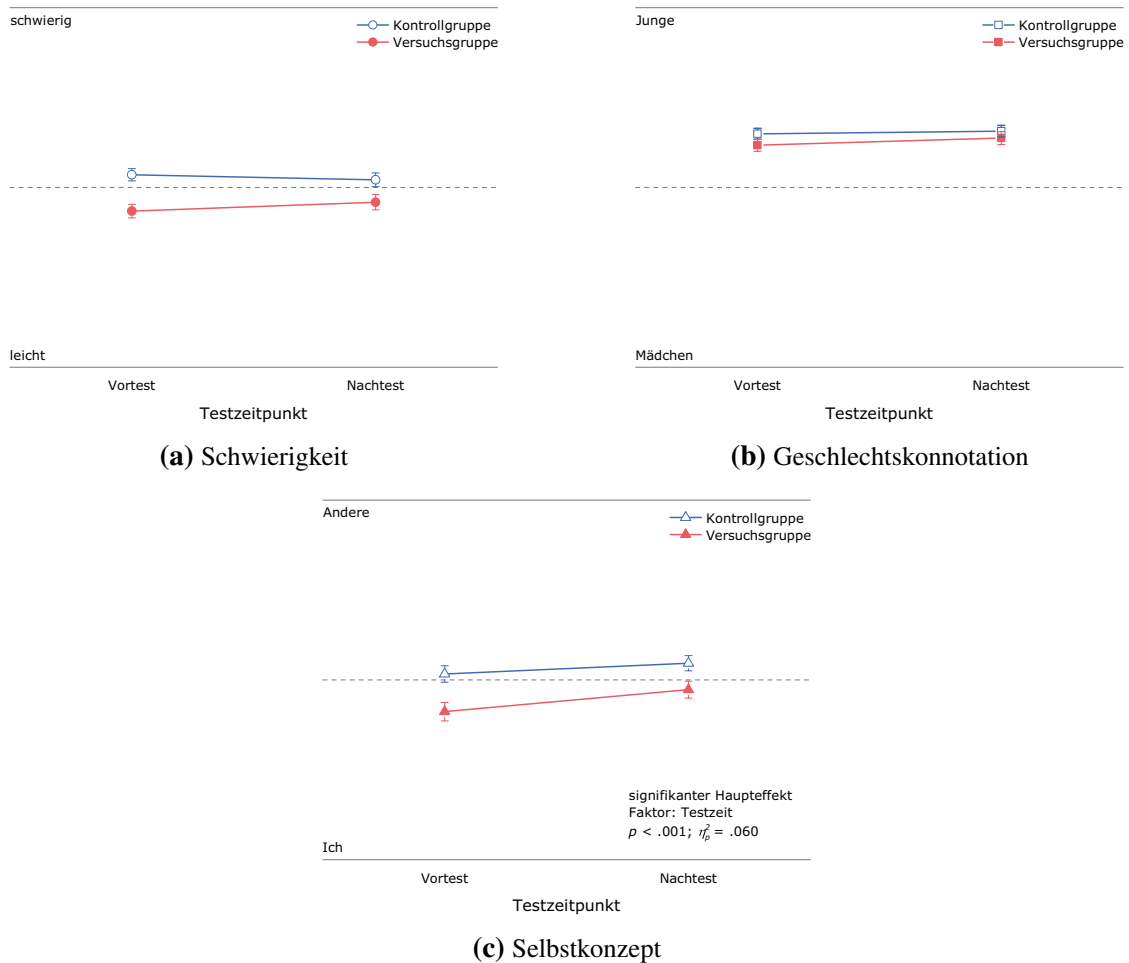 schwierig
Kontrollgruppe
Versuchsgruppe
leicht
Vortest Nachtest
Testzeitpunkt
(a) Schwierigkeit
Junge
Kontrollgruppe
Versuchsgruppe
Mädchen
Vortest Nachtest
Testzeitpunkt
(b) Geschlechtskonnotation
Andere
Kontrollgruppe
Versuchsgruppe
signifikanter Haupteffekt
Faktor: Testzeit
p < .001; η²ₚ = .060
Ich
Vortest Nachtest
Testzeitpunkt
(c) Selbstkonzept